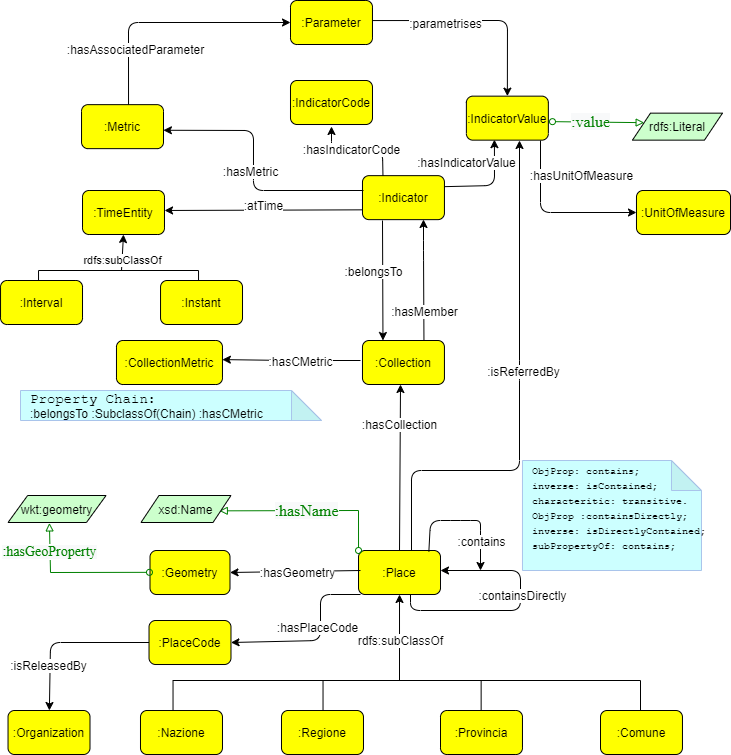 :Parameter
:parametrises
:hasAssociatedParameter
:IndicatorCode
:IndicatorValue
:value
rdfs:Literal
:Metric
:hasIndicatorCode
:hasIndicatorValue
:hasMetric
:hasUnitOfMeasure
:Indicator
:atTime
:TimeEntity
:UnitOfMeasure
rdfs:subClassOf
:belongsTo
:Interval
:Instant
:hasMember
:CollectionMetric
:hasCMetric
:Collection
:isReferredBy
Property Chain:
:belongsTo :SubclassOf(Chain) :hasCMetric
:hasCollection
ObjProp: contains;
inverse: isContained;
characteritic: transitive.
ObjProp :containsDirectly;
inverse: isDirectlyContained;
subPropertyOf: contains;
wkt:geometry
xsd:Name
:hasName
:contains
:hasGeoProperty
:Geometry
:hasGeometry
:Place
:containsDirectly
:hasPlaceCode
:PlaceCode
rdfs:subClassOf
:isReleasedBy
:Organization
:Nazione
:Regione
:Provincia
:Comune